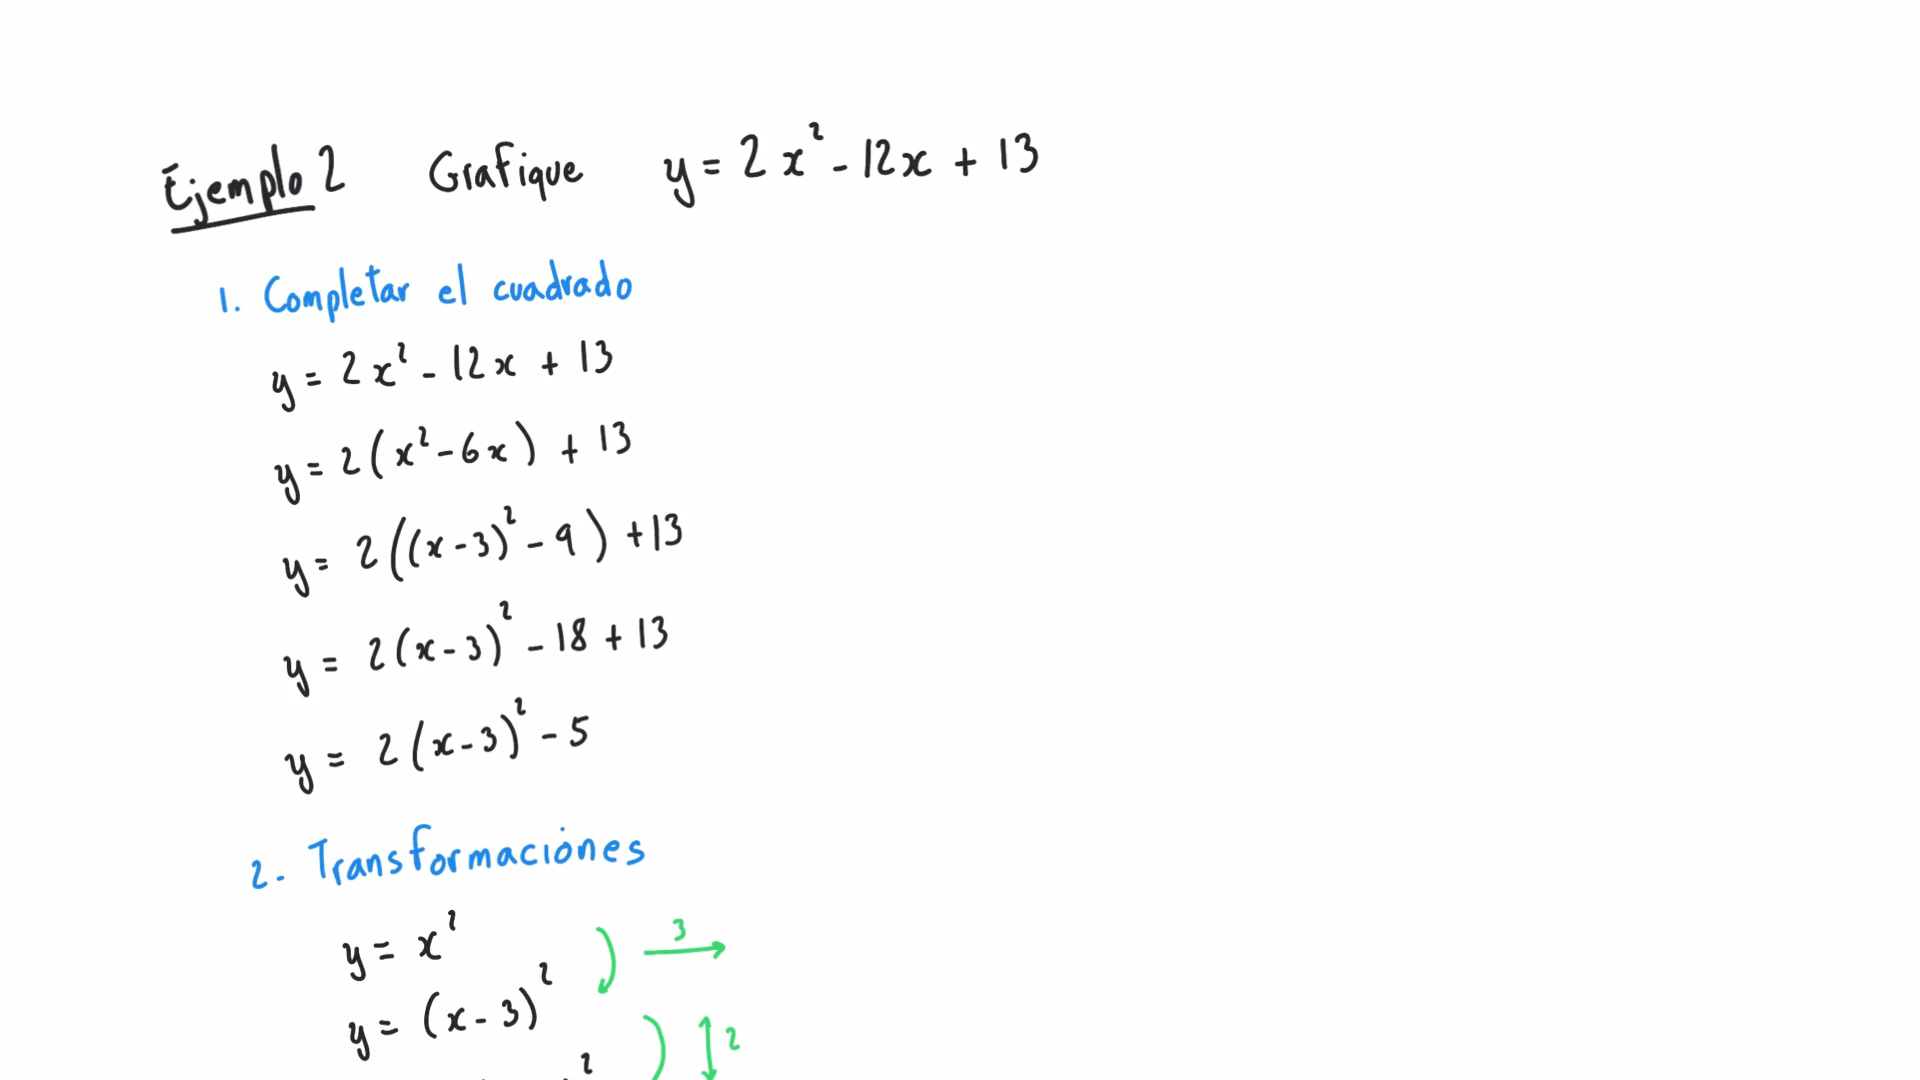 Ejemplo 2 Grafique y = 2x² - 12x + 13
1. Completar el cuadrado
y = 2x² - 12x + 13
y = 2(x² - 6x) + 13
y = 2((x - 3)² - 9) + 13
y = 2(x - 3)² - 18 + 13
y = 2(x - 3)² - 5
2. Transformaciones
y = x²
3
y = (x - 3)²
2
2